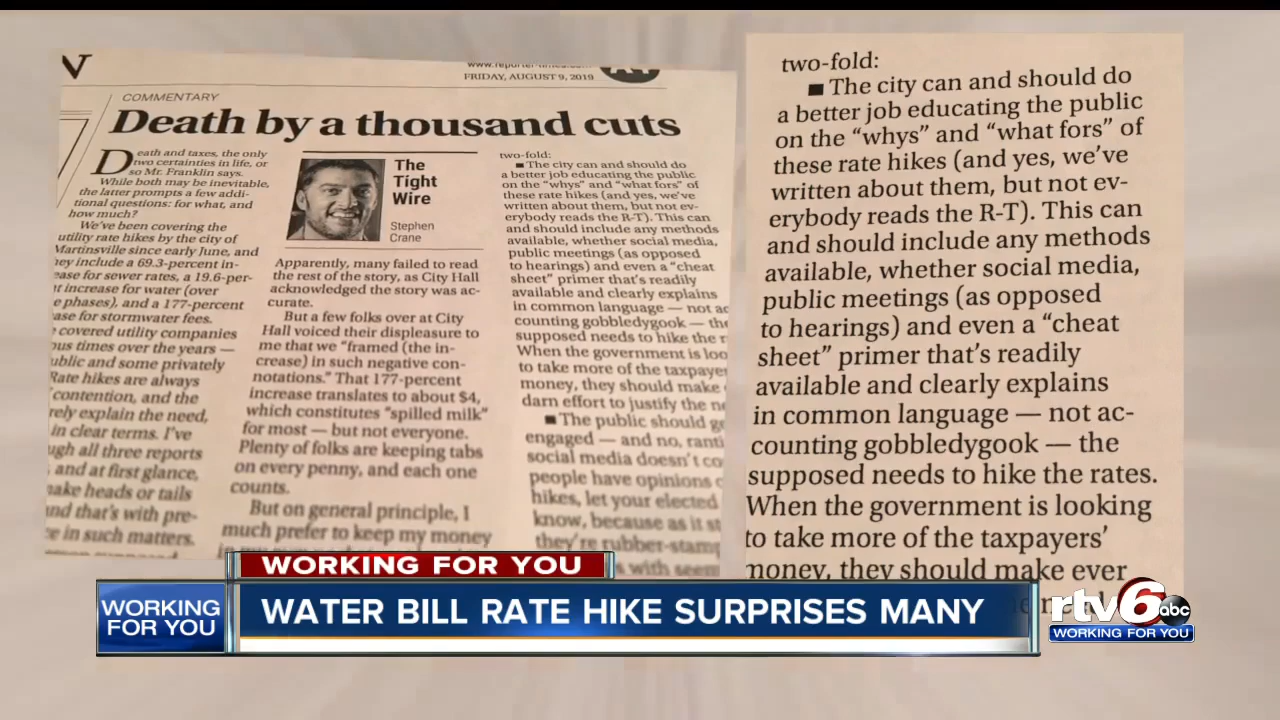 www.reporter-times.com
FRIDAY, AUGUST 9, 2019
COMMENTARY
Death by a thousand cuts
Death and taxes, the only
two certainties in life, or
so Mr. Franklin says.
While both may be inevitable,
the latter prompts a few addi-
tional questions: for what, and
how much?
We've been covering the
utility rate hikes by the city of
Martinsville since early June, and
hey include a 69.3-percent in-
ease for sewer rates, a 19.6-per-
t increase for water (over
e phases), and a 177-percent
ase for stormwater fees.
covered utility companies
ous times over the years —
ublic and some privately
Rate hikes are always
contention, and the
rely explain the need,
in clear terms. I've
ugh all three reports
and at first glance,
make heads or tails
nd that's with pre-
e in such matters.
The
Tight
Wire
Stephen
Crane
Apparently, many failed to read
the rest of the story, as City Hall
acknowledged the story was ac-
curate.
But a few folks over at City
Hall voiced their displeasure to
me that we "framed (the in-
crease) in such negative con-
notations." That 177-percent
increase translates to about $4,
which constitutes "spilled milk"
for most — but not everyone.
Plenty of folks are keeping tabs
on every penny, and each one
counts.
But on general principle, I
much prefer to keep my money
two-fold:
■ The city can and should do
a better job educating the public
on the "whys" and "what fors" of
these rate hikes (and yes, we've
written about them, but not ev-
erybody reads the R-T). This can
and should include any methods
available, whether social media,
public meetings (as opposed
to hearings) and even a "cheat
sheet" primer that's readily
available and clearly explains
in common language — not ac
counting gobbledygook — the
supposed needs to hike the r
When the government is loo
to take more of the taxpaye
money, they should make
darn effort to justify the ne
■ The public should ge
engaged — and no, ranti
social media doesn't co
people have opinions o
hikes, let your elected
know, because as it st
they're rubber-stamp
s with seem
two-fold:
■ The city can and should do
a better job educating the public
on the "whys" and "what fors" of
these rate hikes (and yes, we've
written about them, but not ev-
erybody reads the R-T). This can
and should include any methods
available, whether social media,
public meetings (as opposed
to hearings) and even a "cheat
sheet" primer that's readily
available and clearly explains
in common language — not ac-
counting gobbledygook — the
supposed needs to hike the rates.
When the government is looking
to take more of the taxpayers'
money, they should make ever
WORKING FOR YOU
WORKING
FOR YOU
WATER BILL RATE HIKE SURPRISES MANY
rtv6 abc
WORKING FOR YOU